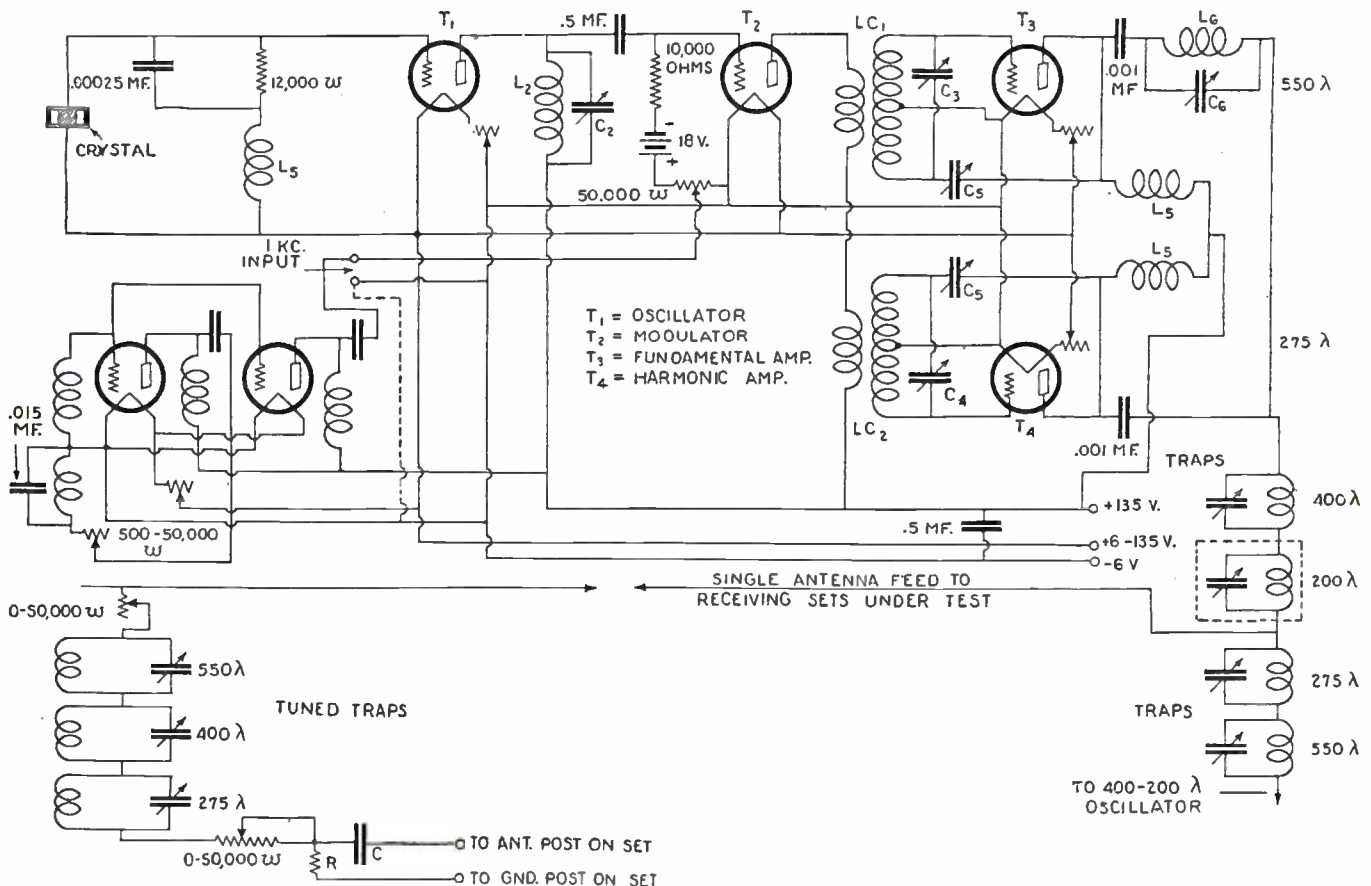 T1
.5 MF.
T2
LC1
T3
L6
10,000
OHMS
.00025 MF.
12,000 ω
L2
C2
C3
.001
MF
C6
550 λ
CRYSTAL
L5
- 
18 V.
+
50,000 ω
C5
L5
1 KC.
INPUT
L5
C5
T1 = OSCILLATOR
T2 = MODULATOR
T3 = FUNDAMENTAL AMP.
T4 = HARMONIC AMP.
275 λ
C4
.015
MF.
LC2
T4
.001 MF.
TRAPS
400 λ
+135 V.
500-50,000
ω
.5 MF.
+6 -135 V.
-6 V
200 λ
SINGLE ANTENNA FEED TO
RECEIVING SETS UNDER TEST
0-50,000 ω
550 λ
275 λ
TUNED TRAPS
400 λ
TRAPS
550 λ
275 λ
TO 400-200 λ
OSCILLATOR
0-50,000 ω
R
C
TO ANT. POST ON SET
TO GND. POST ON SET